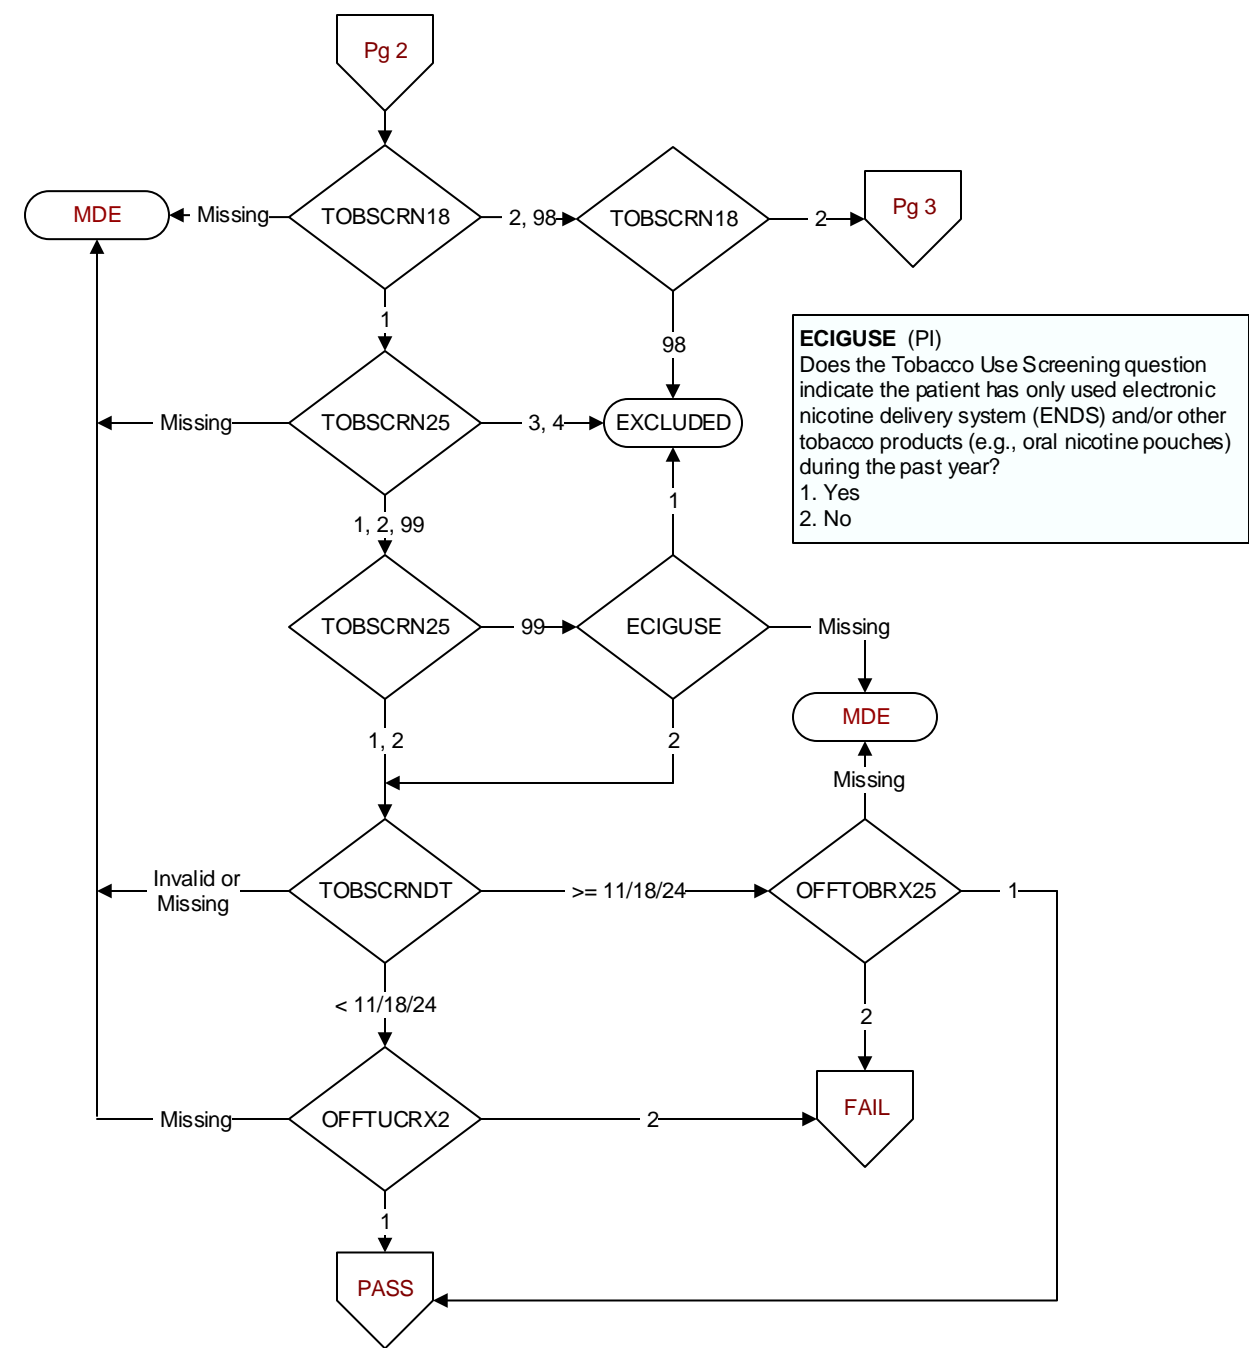 Pg 2
MDE
Missing
TOBSCRN18
2, 98
TOBSCRN18
2
Pg 3
1
98
ECIGUSE (PI)
Does the Tobacco Use Screening question
indicate the patient has only used electronic
nicotine delivery system (ENDS) and/or other
tobacco products (e.g., oral nicotine pouches)
during the past year?
1. Yes
2. No
Missing
TOBSCRN25
3, 4
EXCLUDED
1, 2, 99
1
TOBSCRN25
99
ECIGUSE
Missing
MDE
1, 2
2
Missing
Invalid or
Missing
TOBSCRNDT
>= 11/18/24
OFFTOBRX25
1
< 11/18/24
2
Missing
OFFTUCRX2
2
FAIL
1
PASS